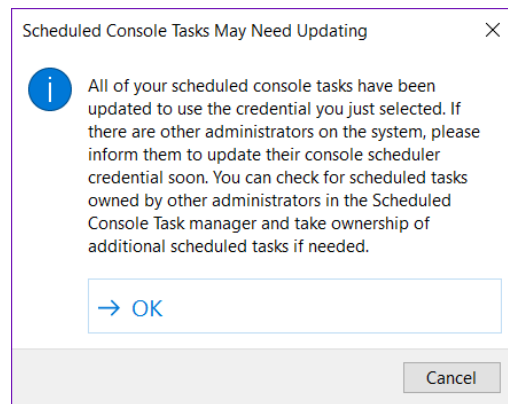 Scheduled Console Tasks May Need Updating
All of your scheduled console tasks have been
updated to use the credential you just selected. If
there are other administrators on the system, please
inform them to update their console scheduler
credential soon. You can check for scheduled tasks
owned by other administrators in the Scheduled
Console Task manager and take ownership of
additional scheduled tasks if needed.
→ OK
Cancel